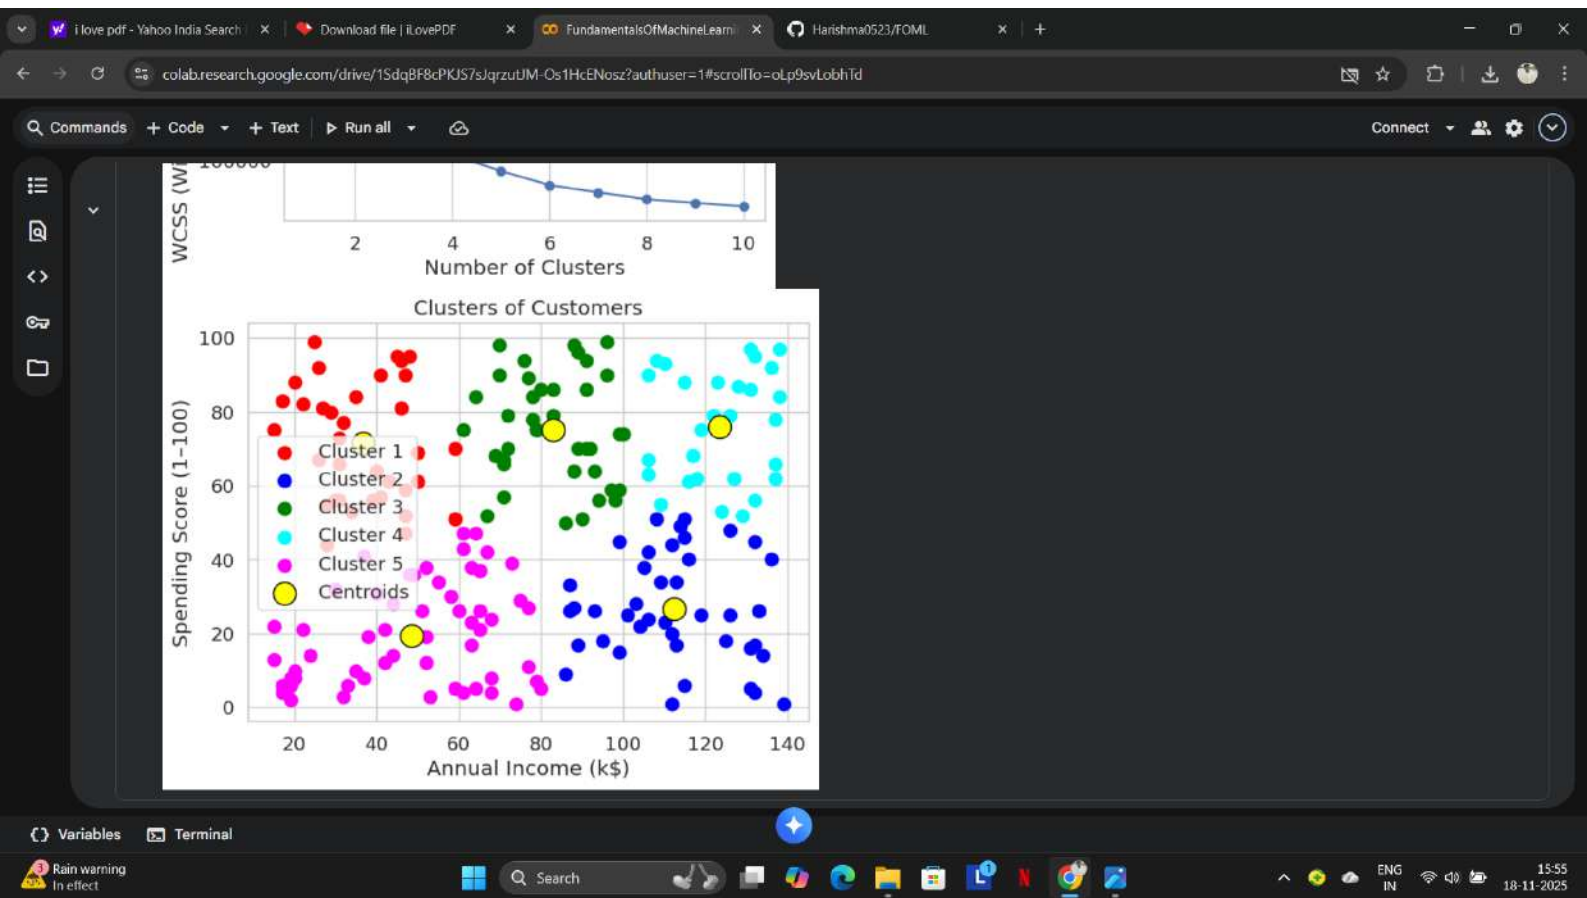 i love pdf - Yahoo India Search
Download file | iLovePDF
FundamentalsOfMachineLearni
Harishma0523/FOML
colab.research.google.com/drive/1SdqBF8cPKJS7sJqrzutJM-Os1HcENosz?authuser=1#scrollTo=oLp9svLobhTd
Commands + Code + Text Run all
Connect
100000
WCSS (Wi
2 4 6 8 10
Number of Clusters
Clusters of Customers
100
80
60
40
20
0
Spending Score (1–100)
Cluster 1
Cluster 2
Cluster 3
Cluster 4
Cluster 5
Centroids
20 40 60 80 100 120 140
Annual Income (k$)
Variables Terminal
3
Rain warning
In effect
Search
1
ENG
IN
15:55
18-11-2025